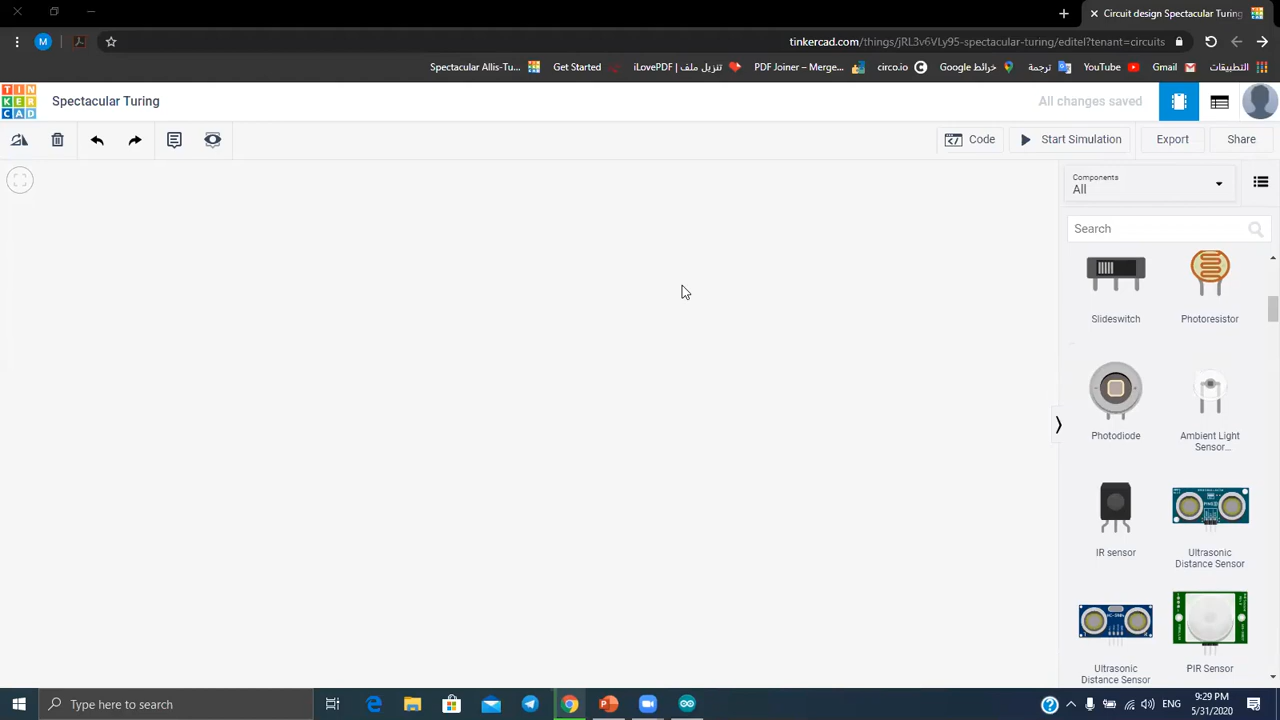 Circuit design Spectacular Turing
M
tinkercad.com/things/jRL3v6VLy95-spectacular-turing/editel?tenant=circuits
Spectacular Allis-Tu...
Get Started
تنزيل ملف | iLovePDF
PDF Joiner – Merge...
circo.io
خرائط Google
ترجمة
YouTube
Gmail
التطبيقات
TIN
KER
CAD
Spectacular Turing
All changes saved
Code
Start Simulation
Export
Share
Components
All
Search
Slideswitch
Photoresistor
Photodiode
Ambient Light
Sensor...
IR sensor
Ultrasonic
Distance Sensor
Ultrasonic
Distance Sensor
PIR Sensor
Type here to search
ENG
9:29 PM
5/31/2020